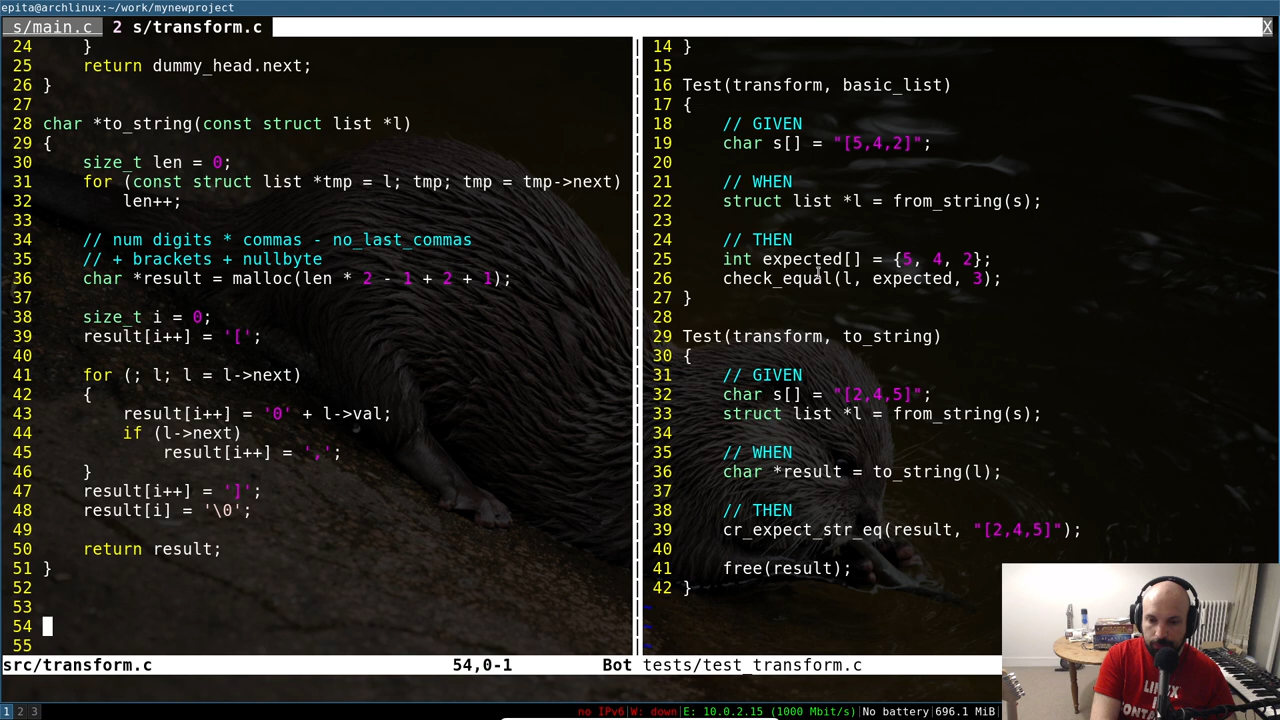 epita@archlinux:~/work/mynewproject
s/main.c 2 s/transform.c X
24 }
25 return dummy_head.next;
26 }
27
28 char *to_string(const struct list *l)
29 {
30 size_t len = 0;
31 for (const struct list *tmp = l; tmp; tmp = tmp->next)
32 len++;
33
34 // num digits * commas - no_last_commas
35 // + brackets + nullbyte
36 char *result = malloc(len * 2 - 1 + 2 + 1);
37
38 size_t i = 0;
39 result[i++] = '[';
40
41 for (; l; l = l->next)
42 {
43 result[i++] = '0' + l->val;
44 if (l->next)
45 result[i++] = ',';
46 }
47 result[i++] = ']';
48 result[i] = '\0';
49
50 return result;
51 }
52
53
54
55
src/transform.c 54,0-1 Bot
14 }
15
16 Test(transform, basic_list)
17 {
18 // GIVEN
19 char s[] = "[5,4,2]";
20
21 // WHEN
22 struct list *l = from_string(s);
23
24 // THEN
25 int expected[] = {5, 4, 2};
26 check_equal(l, expected, 3);
27 }
28
29 Test(transform, to_string)
30 {
31 // GIVEN
32 char s[] = "[2,4,5]";
33 struct list *l = from_string(s);
34
35 // WHEN
36 char *result = to_string(l);
37
38 // THEN
39 cr_expect_str_eq(result, "[2,4,5]");
40
41 free(result);
42 }
~
~
~
tests/test_transform.c
LINUX
1 2 3 no IPv6|W: down|E: 10.0.2.15 (1000 Mbit/s)|No battery|696.1 MiB